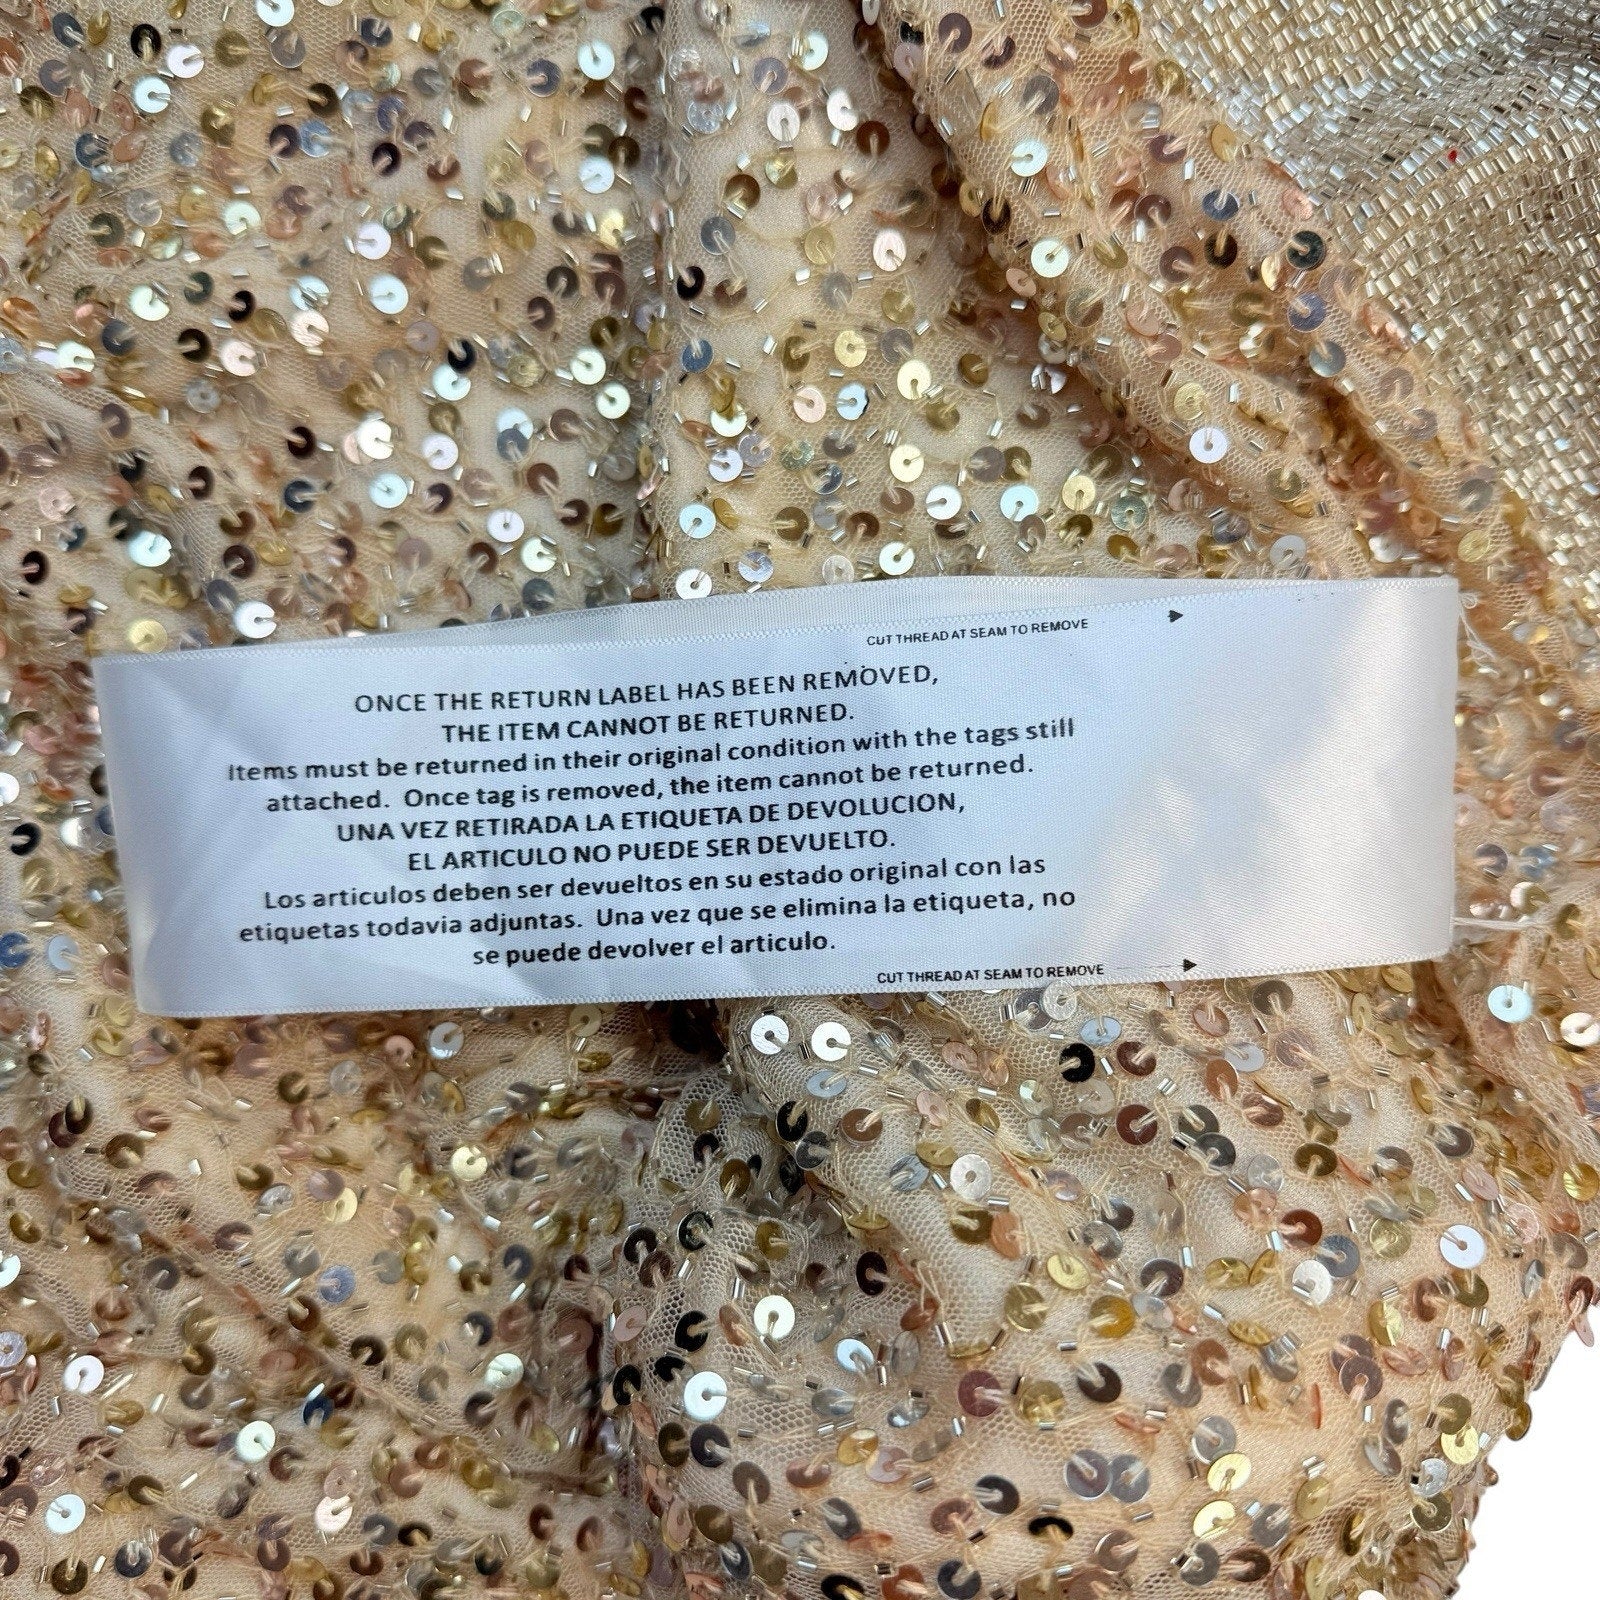 CUT THREAD AT SEAM TO REMOVE
ONCE THE RETURN LABEL HAS BEEN REMOVED,
THE ITEM CANNOT BE RETURNED.
Items must be returned in their original condition with the tags still
attached. Once tag is removed, the item cannot be returned.
UNA VEZ RETIRADA LA ETIQUETA DE DEVOLUCION,
EL ARTICULO NO PUEDE SER DEVUELTO.
Los articulos deben ser devueltos en su estado original con las
etiquetas todavia adjuntas. Una vez que se elimina la etiqueta, no
se puede devolver el articulo.
CUT THREAD AT SEAM TO REMOVE